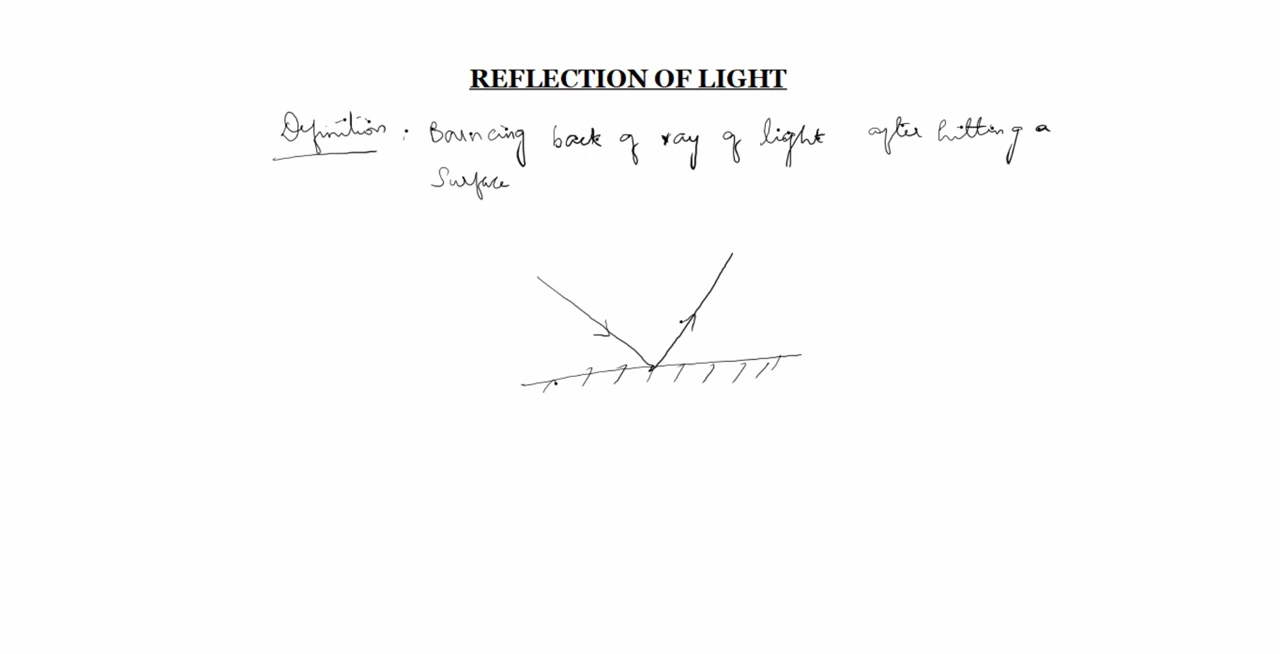 REFLECTION OF LIGHT
Definition : Bouncing back of ray of light after hitting a
Surface